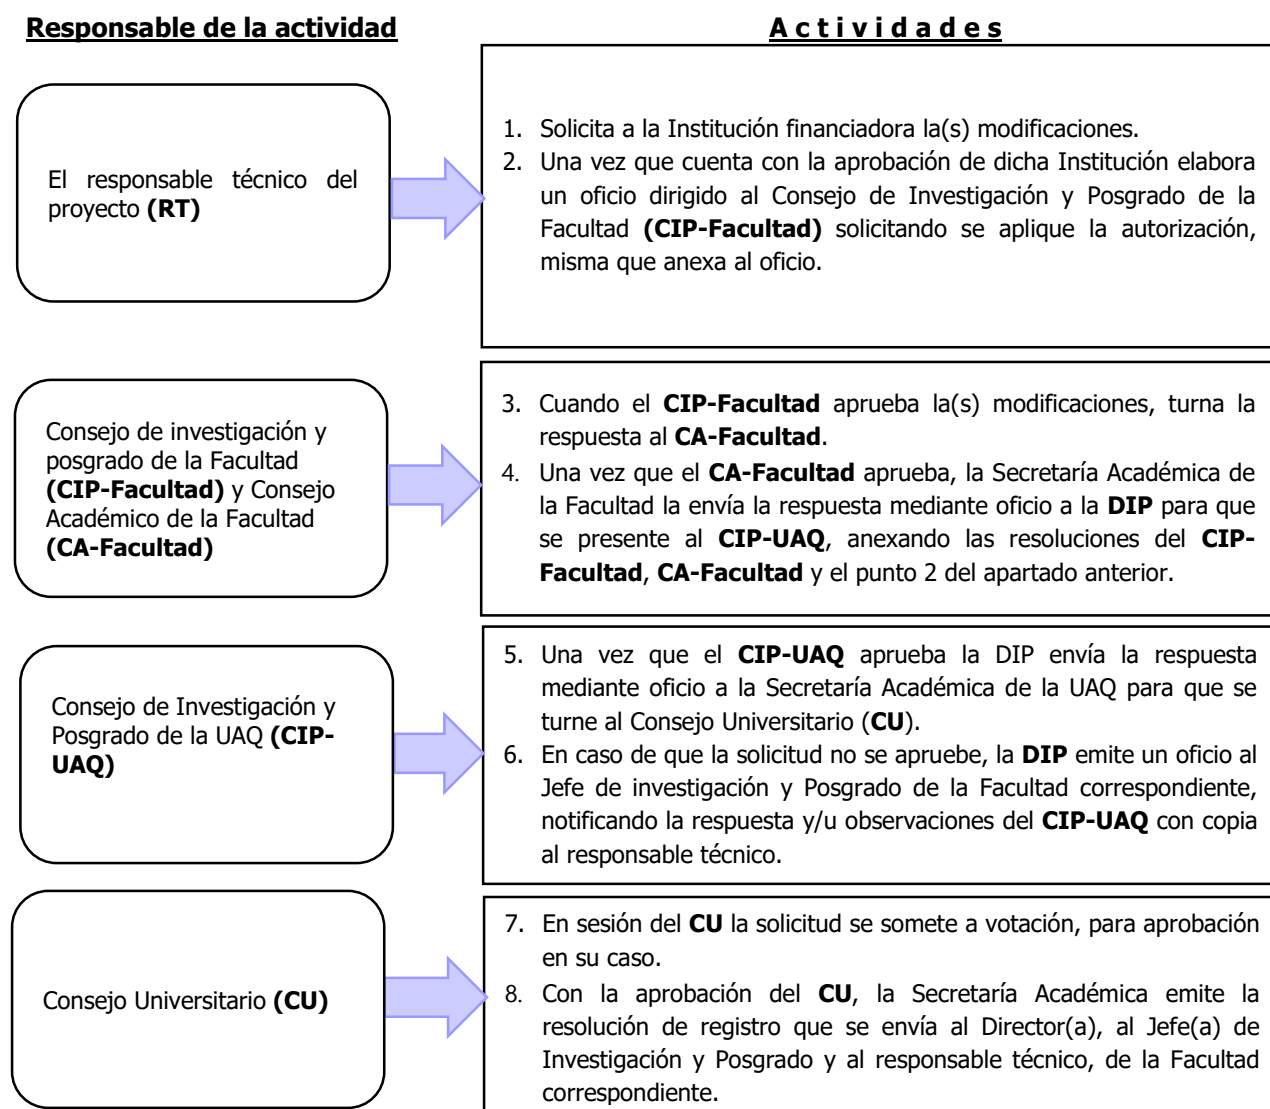 Responsable de la actividad
A c t i v i d a d e s
El responsable técnico del
proyecto (RT)
1. Solicita a la Institución financiadora la(s) modificaciones.
2. Una vez que cuenta con la aprobación de dicha Institución elabora
un oficio dirigido al Consejo de Investigación y Posgrado de la
Facultad (CIP-Facultad) solicitando se aplique la autorización,
misma que anexa al oficio.
Consejo de investigación y
posgrado de la Facultad
(CIP-Facultad) y Consejo
Académico de la Facultad
(CA-Facultad)
3. Cuando el CIP-Facultad aprueba la(s) modificaciones, turna la
respuesta al CA-Facultad.
4. Una vez que el CA-Facultad aprueba, la Secretaría Académica de
la Facultad la envía la respuesta mediante oficio a la DIP para que
se presente al CIP-UAQ, anexando las resoluciones del CIP-
Facultad, CA-Facultad y el punto 2 del apartado anterior.
Consejo de Investigación y
Posgrado de la UAQ (CIP-
UAQ)
5. Una vez que el CIP-UAQ aprueba la DIP envía la respuesta
mediante oficio a la Secretaría Académica de la UAQ para que se
turne al Consejo Universitario (CU).
6. En caso de que la solicitud no se apruebe, la DIP emite un oficio al
Jefe de investigación y Posgrado de la Facultad correspondiente,
notificando la respuesta y/u observaciones del CIP-UAQ con copia
al responsable técnico.
Consejo Universitario (CU)
7. En sesión del CU la solicitud se somete a votación, para aprobación
en su caso.
8. Con la aprobación del CU, la Secretaría Académica emite la
resolución de registro que se envía al Director(a), al Jefe(a) de
Investigación y Posgrado y al responsable técnico, de la Facultad
correspondiente.